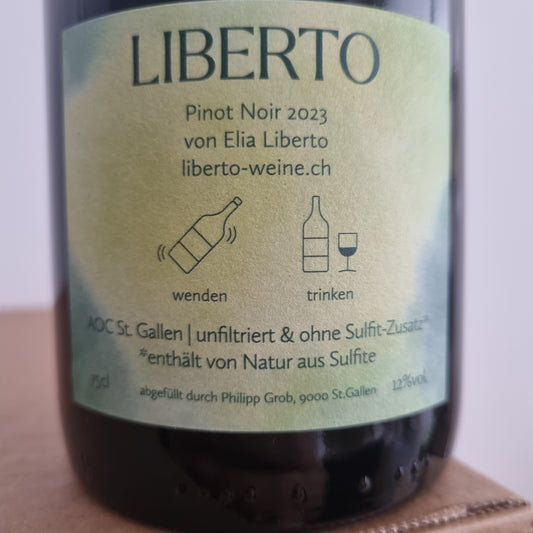 LIBERTO
Pinot Noir 2023
von Elia Liberto
liberto-weine.ch
wenden trinken
AOC St. Gallen | unfiltriert & ohne Sulfit-Zusatz*
*enthält von Natur aus Sulfite
75cl abgefüllt durch Philipp Grob, 9000 St.Gallen 12%vol